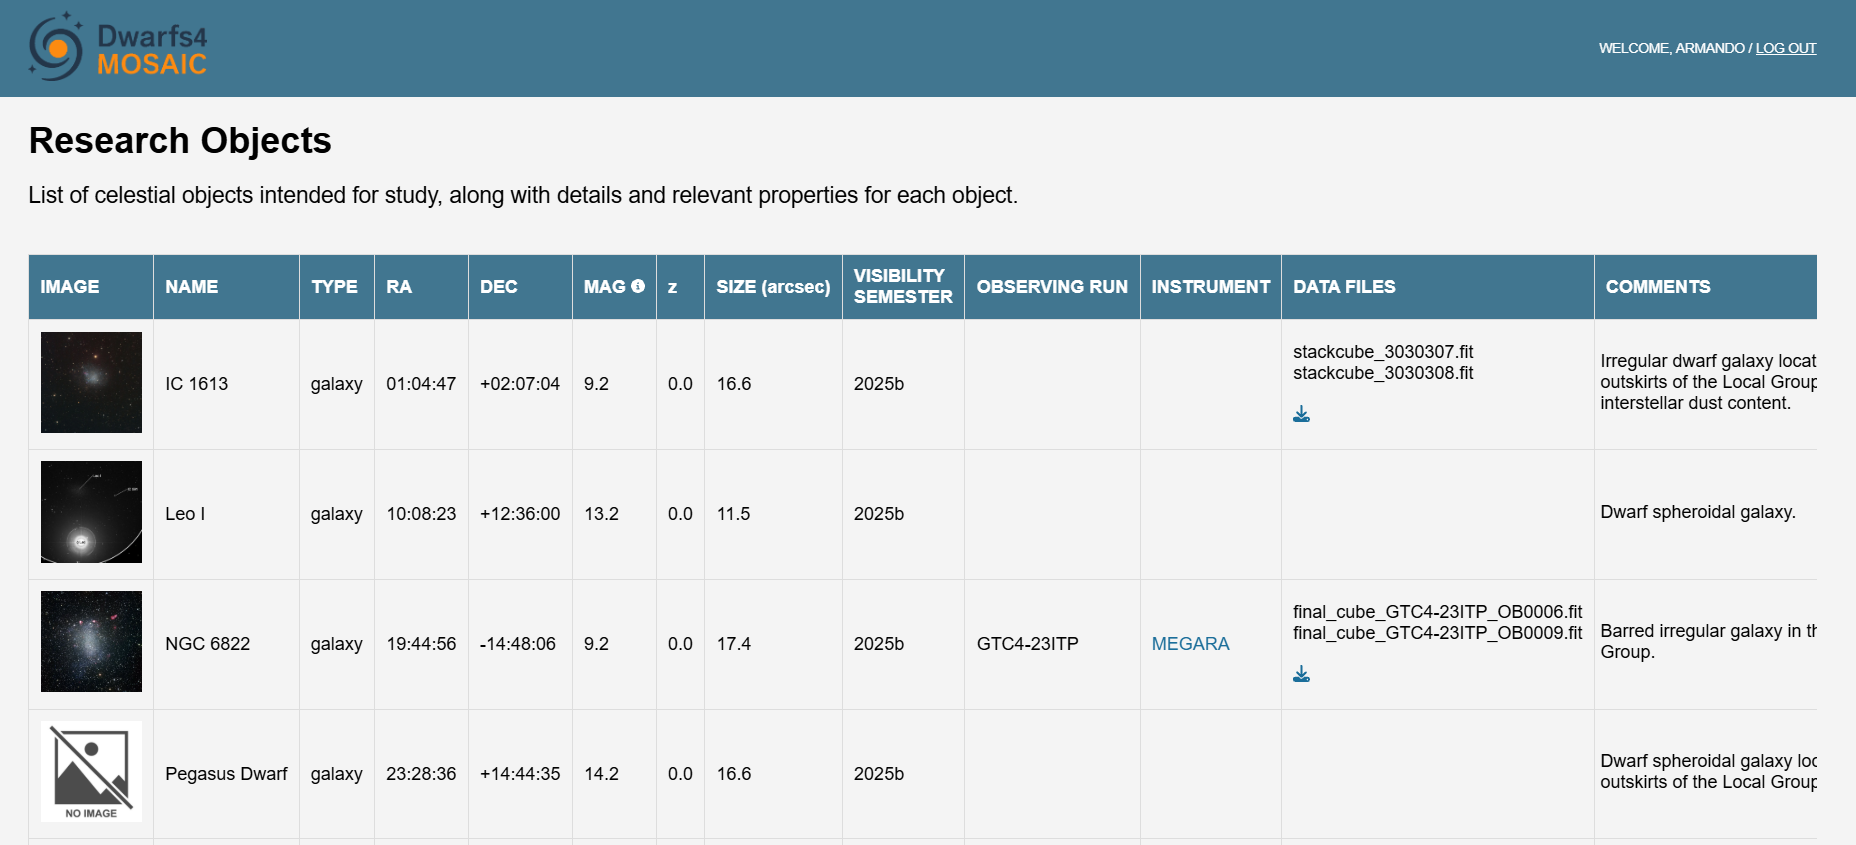 Dwarfs4
MOSAIC
WELCOME, ARMANDO / LOG OUT
Research Objects
List of celestial objects intended for study, along with details and relevant properties for each object.
IMAGE NAME TYPE RA DEC MAG z SIZE (arcsec) VISIBILITY SEMESTER OBSERVING RUN INSTRUMENT DATA FILES COMMENTS
IC 1613 galaxy 01:04:47 +02:07:04 9.2 0.0 16.6 2025b
stackcube_3030307.fit
stackcube_3030308.fit
Irregular dwarf galaxy locat
outskirts of the Local Group
interstellar dust content.
Leo I galaxy 10:08:23 +12:36:00 13.2 0.0 11.5 2025b Dwarf spheroidal galaxy.
NGC 6822 galaxy 19:44:56 -14:48:06 9.2 0.0 17.4 2025b GTC4-23ITP MEGARA
final_cube_GTC4-23ITP_OB0006.fit
final_cube_GTC4-23ITP_OB0009.fit
Barred irregular galaxy in th
Group.
NO IMAGE
Pegasus Dwarf galaxy 23:28:36 +14:44:35 14.2 0.0 16.6 2025b
Dwarf spheroidal galaxy loc
outskirts of the Local Group